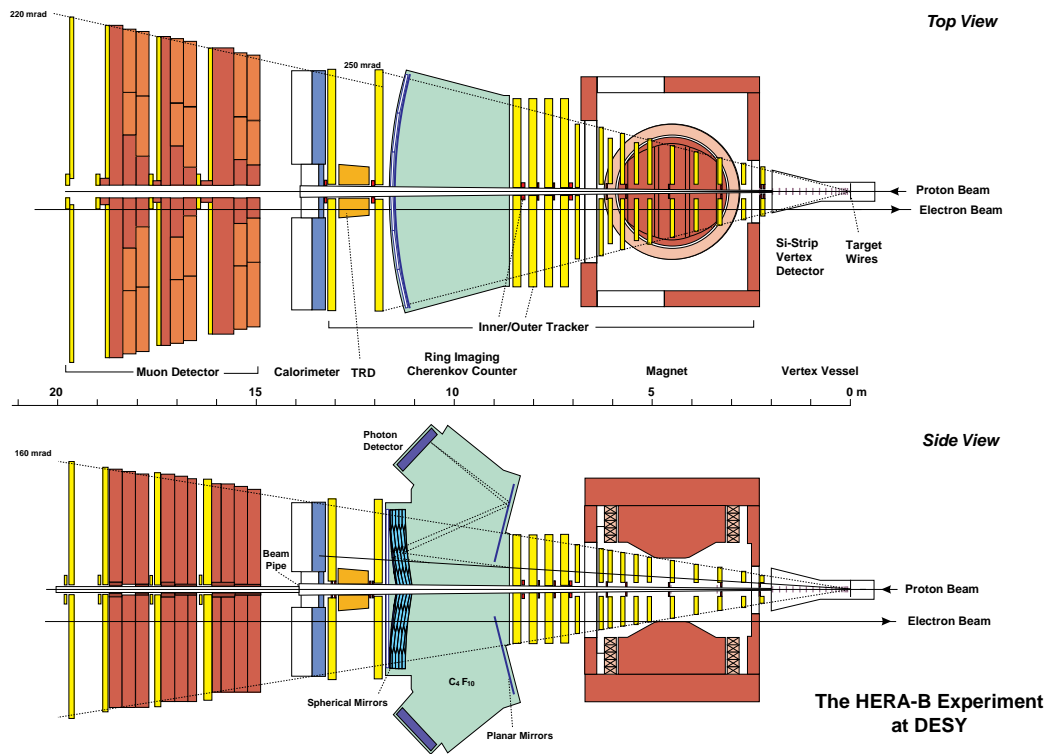 220 mrad
Top View
250 mrad
Proton Beam
Electron Beam
Si-Strip
Vertex
Detector
Target
Wires
Inner/Outer Tracker
Muon Detector
Calorimeter
TRD
Ring Imaging
Cherenkov Counter
Magnet
Vertex Vessel
20
15
10
5
0 m
Side View
160 mrad
Photon
Detector
Beam
Pipe
Proton Beam
Electron Beam
C4 F10
Spherical Mirrors
Planar Mirrors
The HERA-B Experiment
at DESY